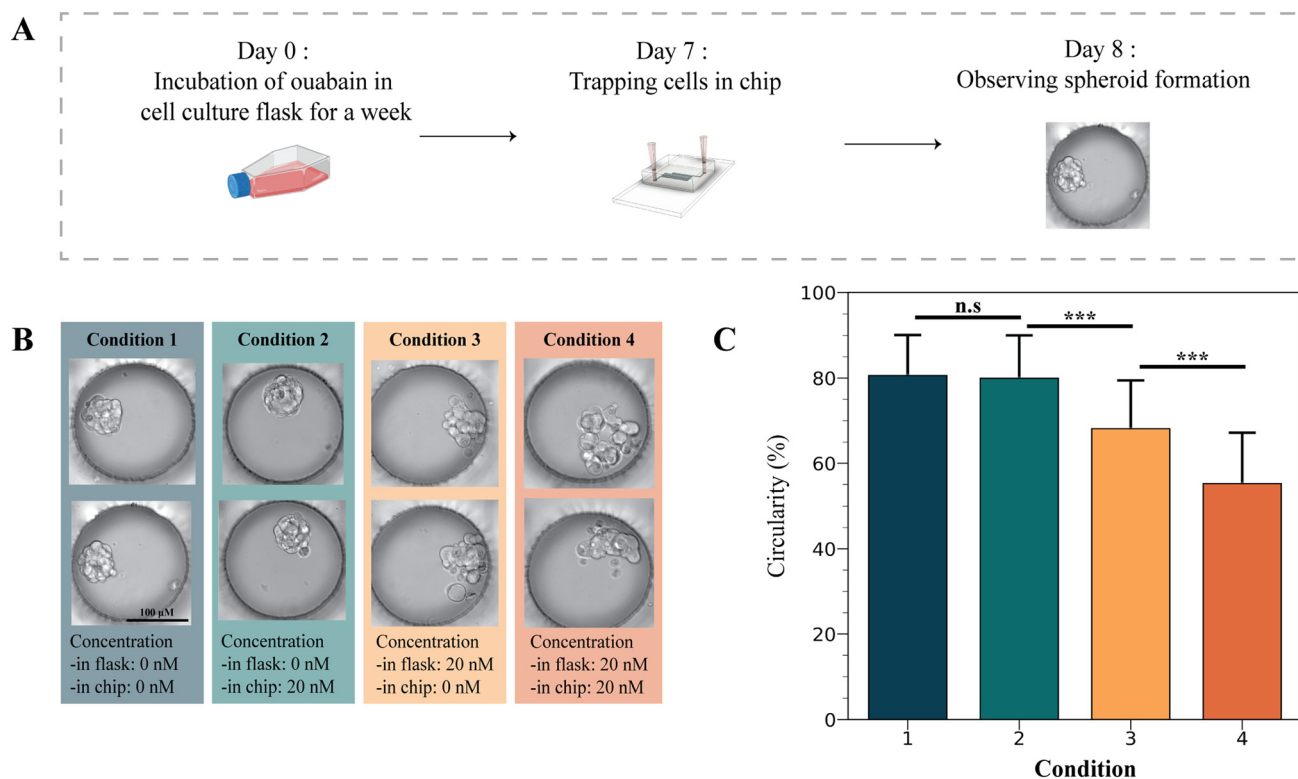 A
Day 0 :
Incubation of ouabain in
cell culture flask for a week
Day 7 :
Trapping cells in chip
Day 8 :
Observing spheroid formation
B
Condition 1
100 µM
Concentration
-in flask: 0 nM
-in chip: 0 nM
Condition 2
Concentration
-in flask: 0 nM
-in chip: 20 nM
Condition 3
Concentration
-in flask: 20 nM
-in chip: 0 nM
Condition 4
Concentration
-in flask: 20 nM
-in chip: 20 nM
C
Circularity (%)
100
80
60
40
20
0
n.s
***
***
1
2
3
4
Condition